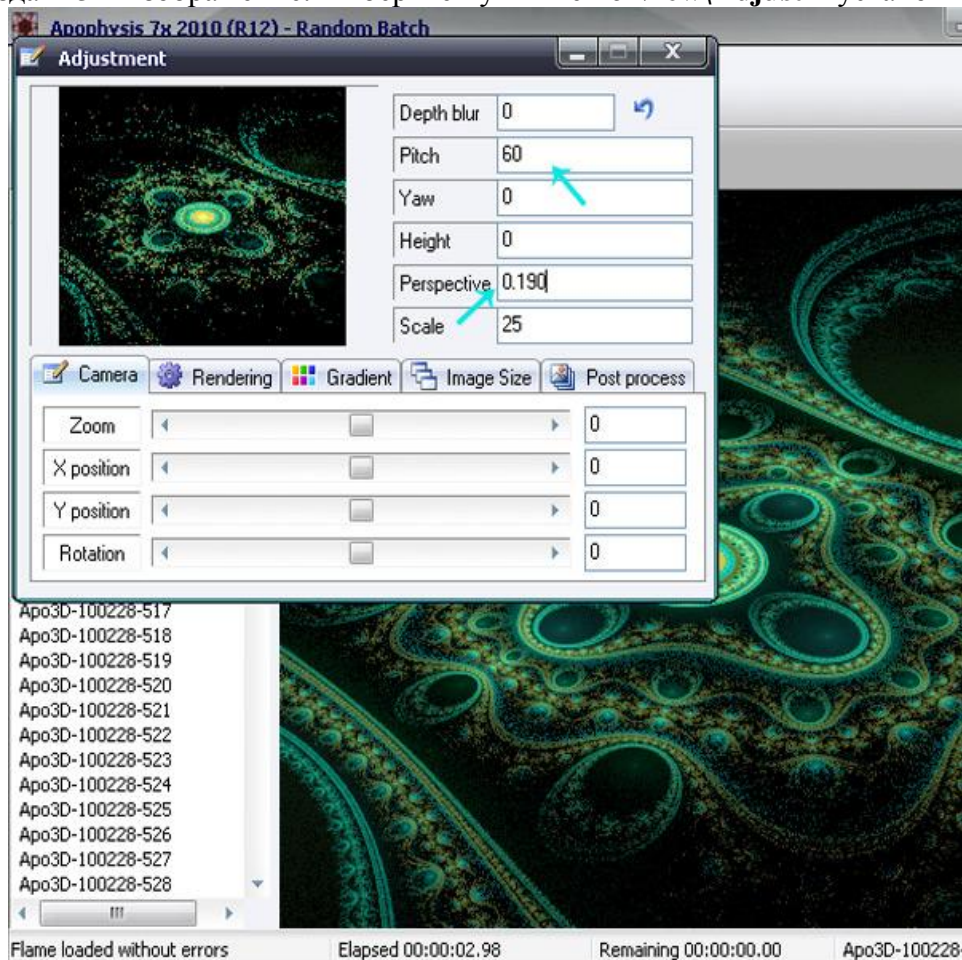 Apophysis 7x 2010 (R12) - Random Batch
Adjustment
Depth blur 0
Pitch 60
Yaw 0
Height 0
Perspective 0.190
Scale 25
Camera Rendering Gradient Image Size Post process
Zoom 0
X position 0
Y position 0
Rotation 0
Apo3D-100228-517
Apo3D-100228-518
Apo3D-100228-519
Apo3D-100228-520
Apo3D-100228-521
Apo3D-100228-522
Apo3D-100228-523
Apo3D-100228-524
Apo3D-100228-525
Apo3D-100228-526
Apo3D-100228-527
Apo3D-100228-528
Flame loaded without errors Elapsed 00:00:02.98 Remaining 00:00:00.00 Apo3D-100228-